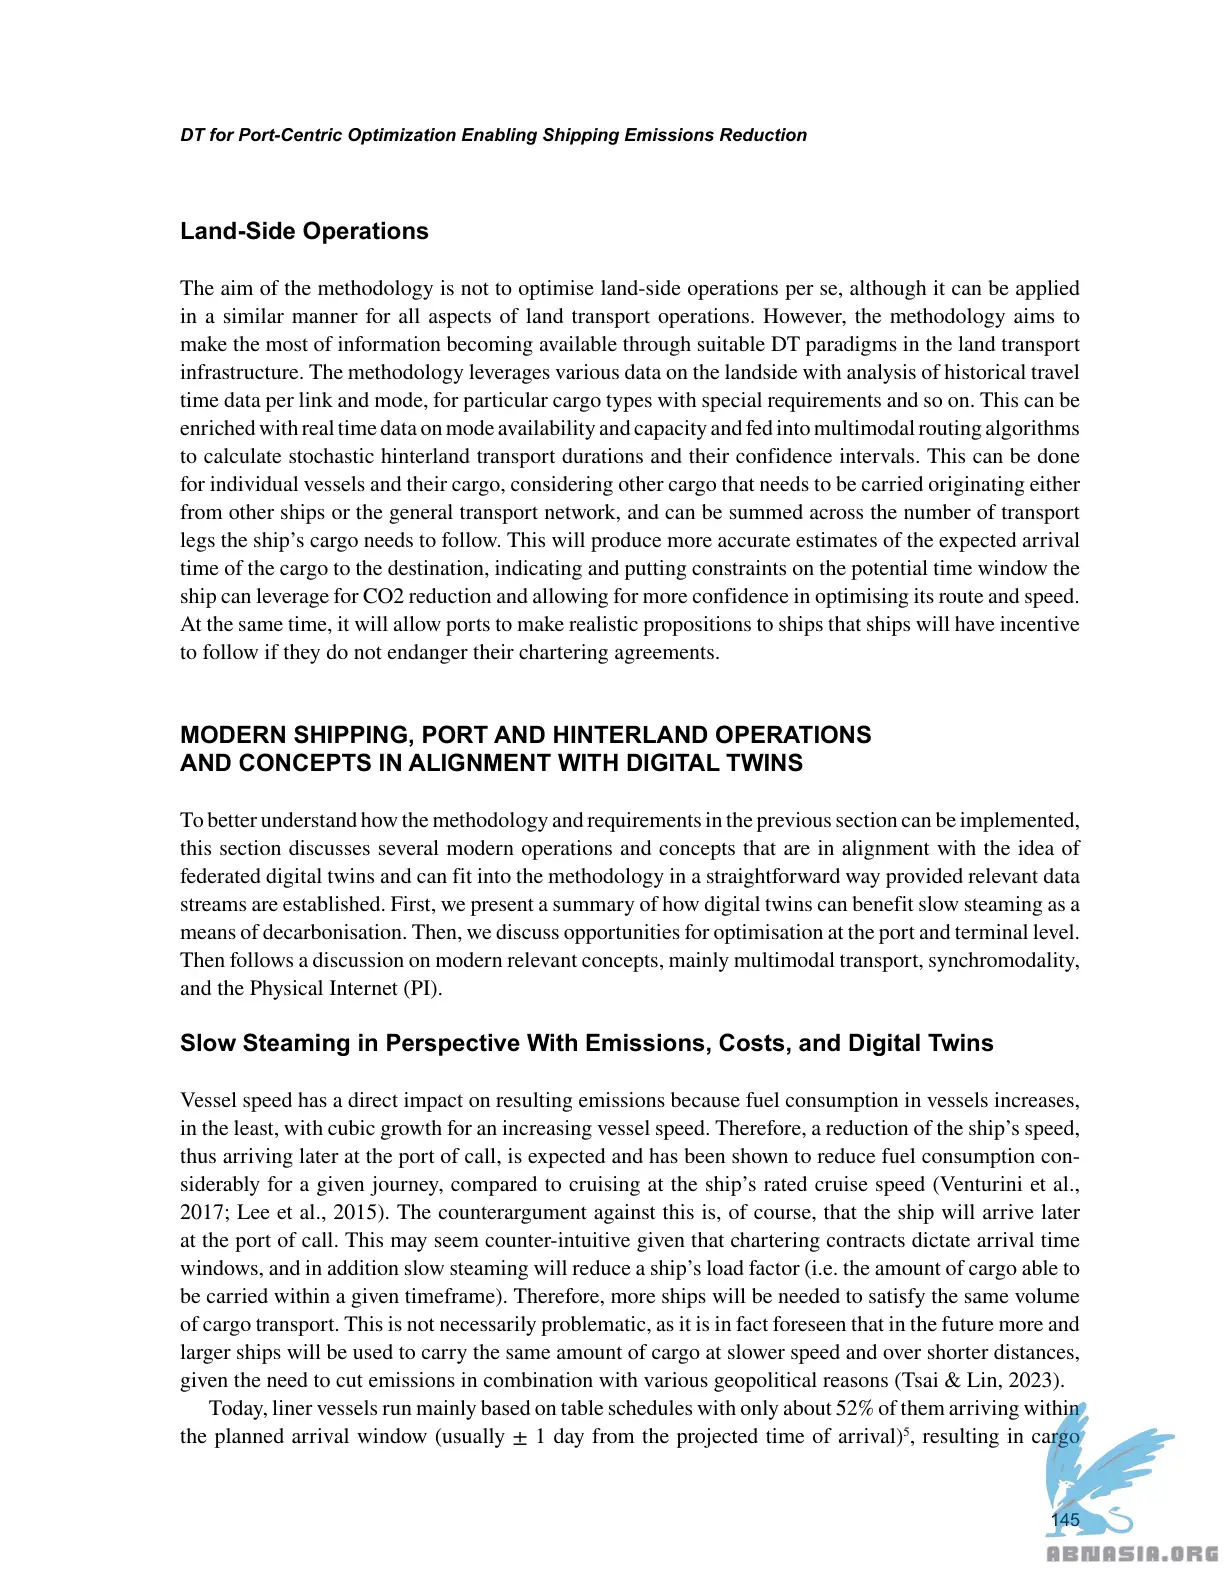 DT for Port-Centric Optimization Enabling Shipping Emissions Reduction
Land-Side Operations
The aim of the methodology is not to optimise land-side operations per se, although it can be applied
in a similar manner for all aspects of land transport operations. However, the methodology aims to
make the most of information becoming available through suitable DT paradigms in the land transport
infrastructure. The methodology leverages various data on the landside with analysis of historical travel
time data per link and mode, for particular cargo types with special requirements and so on. This can be
enriched with real time data on mode availability and capacity and fed into multimodal routing algorithms
to calculate stochastic hinterland transport durations and their confidence intervals. This can be done
for individual vessels and their cargo, considering other cargo that needs to be carried originating either
from other ships or the general transport network, and can be summed across the number of transport
legs the ship’s cargo needs to follow. This will produce more accurate estimates of the expected arrival
time of the cargo to the destination, indicating and putting constraints on the potential time window the
ship can leverage for CO2 reduction and allowing for more confidence in optimising its route and speed.
At the same time, it will allow ports to make realistic propositions to ships that ships will have incentive
to follow if they do not endanger their chartering agreements.
MODERN SHIPPING, PORT AND HINTERLAND OPERATIONS
AND CONCEPTS IN ALIGNMENT WITH DIGITAL TWINS
To better understand how the methodology and requirements in the previous section can be implemented,
this section discusses several modern operations and concepts that are in alignment with the idea of
federated digital twins and can fit into the methodology in a straightforward way provided relevant data
streams are established. First, we present a summary of how digital twins can benefit slow steaming as a
means of decarbonisation. Then, we discuss opportunities for optimisation at the port and terminal level.
Then follows a discussion on modern relevant concepts, mainly multimodal transport, synchromodality,
and the Physical Internet (PI).
Slow Steaming in Perspective With Emissions, Costs, and Digital Twins
Vessel speed has a direct impact on resulting emissions because fuel consumption in vessels increases,
in the least, with cubic growth for an increasing vessel speed. Therefore, a reduction of the ship’s speed,
thus arriving later at the port of call, is expected and has been shown to reduce fuel consumption con-
siderably for a given journey, compared to cruising at the ship’s rated cruise speed (Venturini et al.,
2017; Lee et al., 2015). The counterargument against this is, of course, that the ship will arrive later
at the port of call. This may seem counter-intuitive given that chartering contracts dictate arrival time
windows, and in addition slow steaming will reduce a ship’s load factor (i.e. the amount of cargo able to
be carried within a given timeframe). Therefore, more ships will be needed to satisfy the same volume
of cargo transport. This is not necessarily problematic, as it is in fact foreseen that in the future more and
larger ships will be used to carry the same amount of cargo at slower speed and over shorter distances,
given the need to cut emissions in combination with various geopolitical reasons (Tsai & Lin, 2023).
Today, liner vessels run mainly based on table schedules with only about 52% of them arriving within
the planned arrival window (usually ± 1 day from the projected time of arrival)⁵, resulting in cargo
145
ABNASIA.ORG